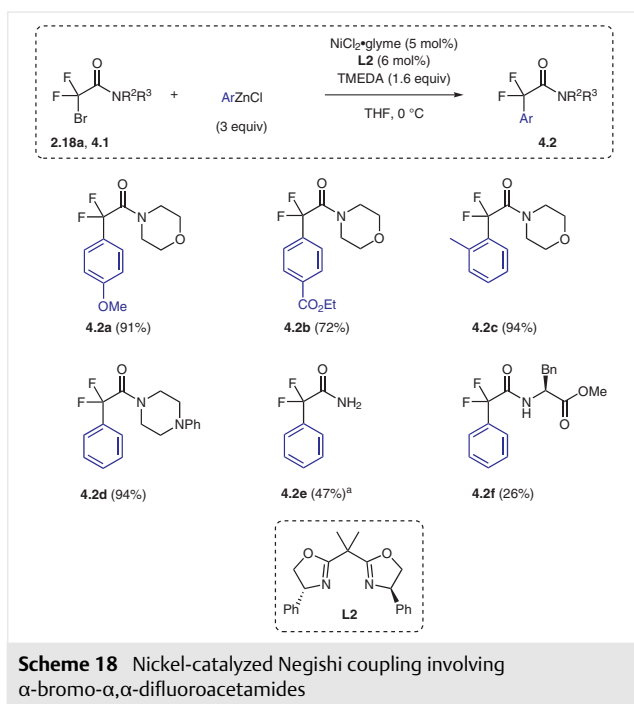 NiCl₂•glyme (5 mol%)
L2 (6 mol%)
TMEDA (1.6 equiv)
THF, 0 °C
F
F
O
NR²R³
Br
2.18a, 4.1
+
ArZnCl
(3 equiv)
F
F
O
NR²R³
Ar
4.2
F
F
O
N
O
OMe
4.2a (91%)
F
F
O
N
O
CO₂Et
4.2b (72%)
F
F
O
N
O
4.2c (94%)
F
F
O
N
NPh
4.2d (94%)
F
F
O
NH₂
4.2e (47%)ᵃ
F
F
O
N
H
Bn
OMe
O
4.2f (26%)
O
O
N
N
Ph
Ph
L2
Scheme 18 Nickel-catalyzed Negishi coupling involving
α-bromo-α,α-difluoroacetamides